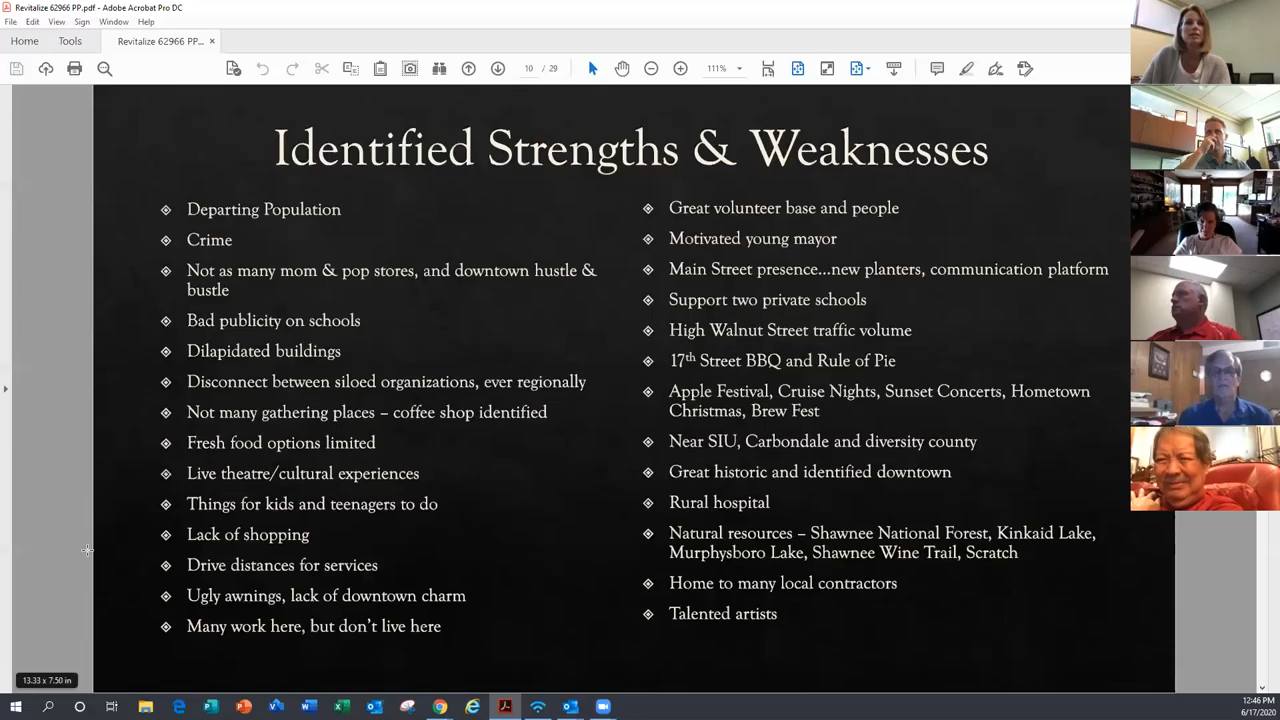 Revitalize 62966 PP.pdf - Adobe Acrobat Pro DC
File Edit View Sign Window Help
Home Tools Revitalize 62966 PP... ×
10 / 29 111%
Identified Strengths & Weaknesses
Departing Population
Crime
Not as many mom & pop stores, and downtown hustle &
bustle
Bad publicity on schools
Dilapidated buildings
Disconnect between siloed organizations, ever regionally
Not many gathering places – coffee shop identified
Fresh food options limited
Live theatre/cultural experiences
Things for kids and teenagers to do
Lack of shopping
Drive distances for services
Ugly awnings, lack of downtown charm
Many work here, but don't live here
Great volunteer base and people
Motivated young mayor
Main Street presence...new planters, communication platform
Support two private schools
High Walnut Street traffic volume
17th Street BBQ and Rule of Pie
Apple Festival, Cruise Nights, Sunset Concerts, Hometown
Christmas, Brew Fest
Near SIU, Carbondale and diversity county
Great historic and identified downtown
Rural hospital
Natural resources – Shawnee National Forest, Kinkaid Lake,
Murphysboro Lake, Shawnee Wine Trail, Scratch
Home to many local contractors
Talented artists
13.33 x 7.50 in
12:46 PM
6/17/2020